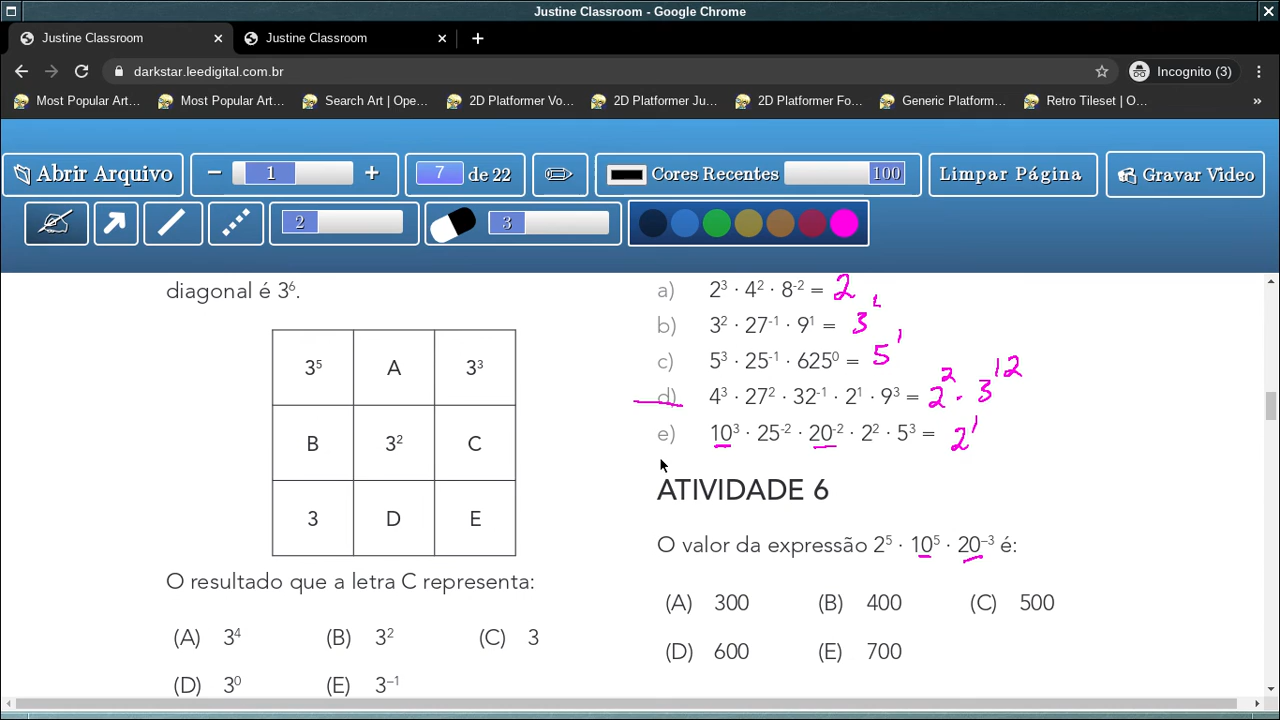 Justine Classroom - Google Chrome
Justine Classroom
Justine Classroom
darkstar.leedigital.com.br
Incognito (3)
Most Popular Art...
Most Popular Art...
Search Art | Ope...
2D Platformer Vo...
2D Platformer Ju...
2D Platformer Fo...
Generic Platform...
Retro Tileset | O...
Abrir Arquivo
1
7 de 22
Cores Recentes
100
Limpar Página
Gravar Video
2
3
diagonal é 3⁶.
3⁵ A 3³
B 3² C
3 D E
O resultado que a letra C representa:
(A) 3⁴ (B) 3² (C) 3
(D) 3⁰ (E) 3⁻¹
a) 2³ · 4² · 8⁻² = 2
b) 3² · 27⁻¹ · 9¹ = 3¹
c) 5³ · 25⁻¹ · 625⁰ = 5¹
d) 4³ · 27² · 32⁻¹ · 2¹ · 9³ = 2² · 3¹²
e) 10³ · 25⁻² · 20⁻² · 2² · 5³ = 2¹
ATIVIDADE 6
O valor da expressão 2⁵ · 10⁵ · 20⁻³ é:
(A) 300 (B) 400 (C) 500
(D) 600 (E) 700